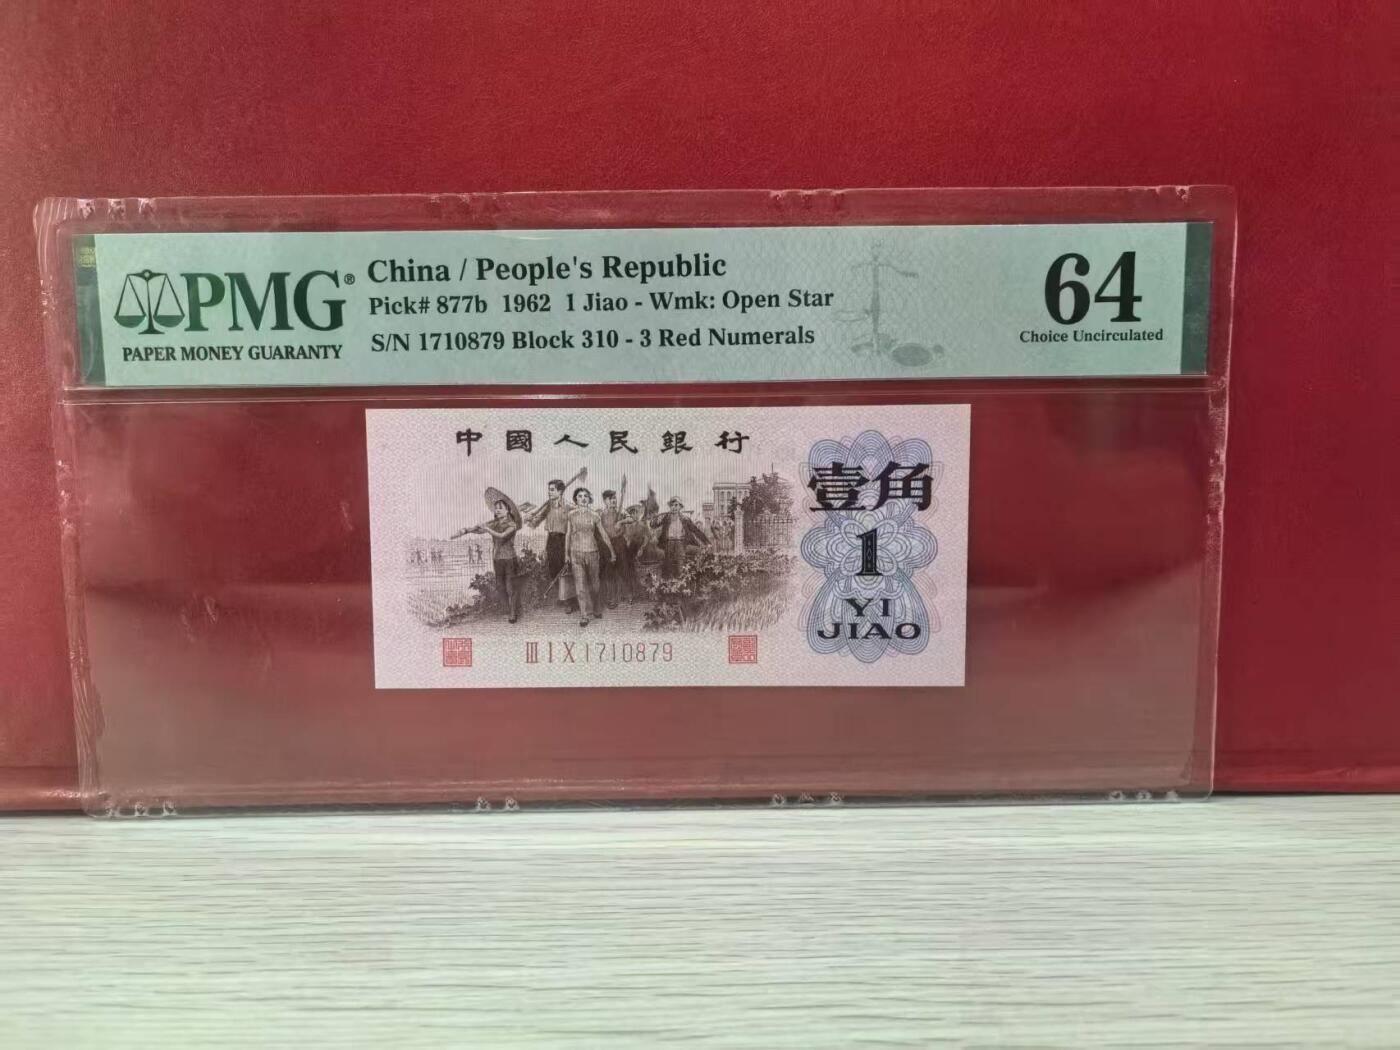 PMG®
PAPER MONEY GUARANTY
China / People's Republic
Pick# 877b 1962 1 Jiao - Wmk: Open Star
S/N 1710879 Block 310 - 3 Red Numerals
64
Choice Uncirculated
中國人民銀行
壹角
1
YI
JIAO
III I X 1710879